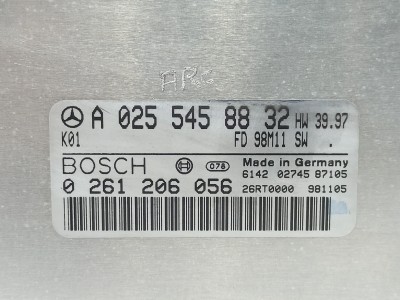 A 025 545 88 32 HW 39.97
K01 FD 98M11 SW .
BOSCH 078 Made in Germany
6142 02745 87105
0 261 206 056 26RT0000 981105